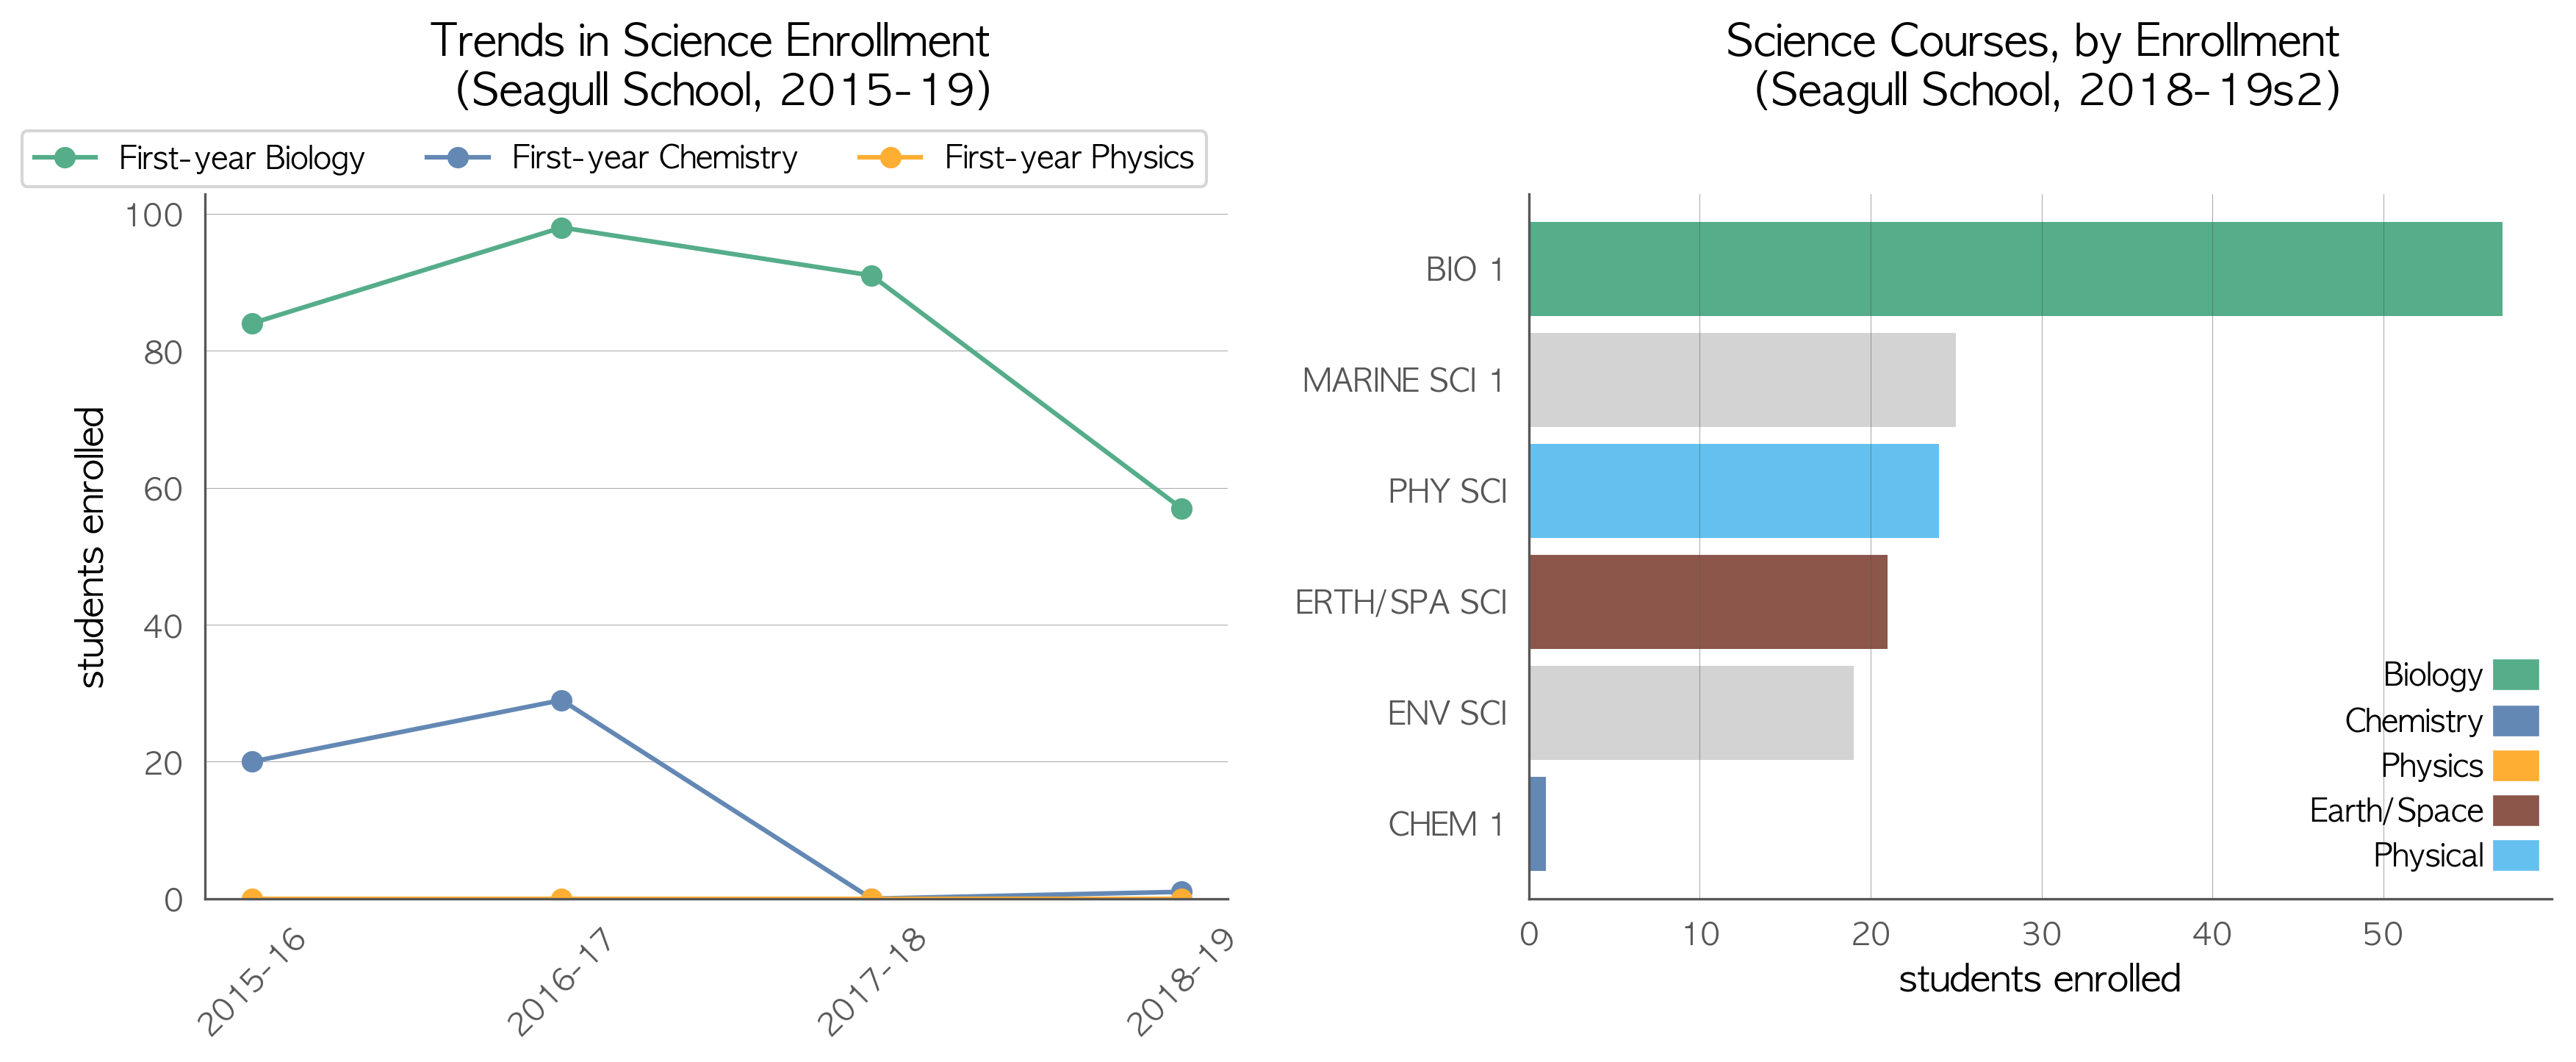 Trends in Science Enrollment
(Seagull School, 2015-19)
First-year Biology
First-year Chemistry
First-year Physics
100
80
60
40
20
0
students enrolled
2015-16
2016-17
2017-18
2018-19
Science Courses, by Enrollment
(Seagull School, 2018-19s2)
BIO 1
MARINE SCI 1
PHY SCI
ERTH/SPA SCI
ENV SCI
CHEM 1
Biology
Chemistry
Physics
Earth/Space
Physical
0
10
20
30
40
50
students enrolled